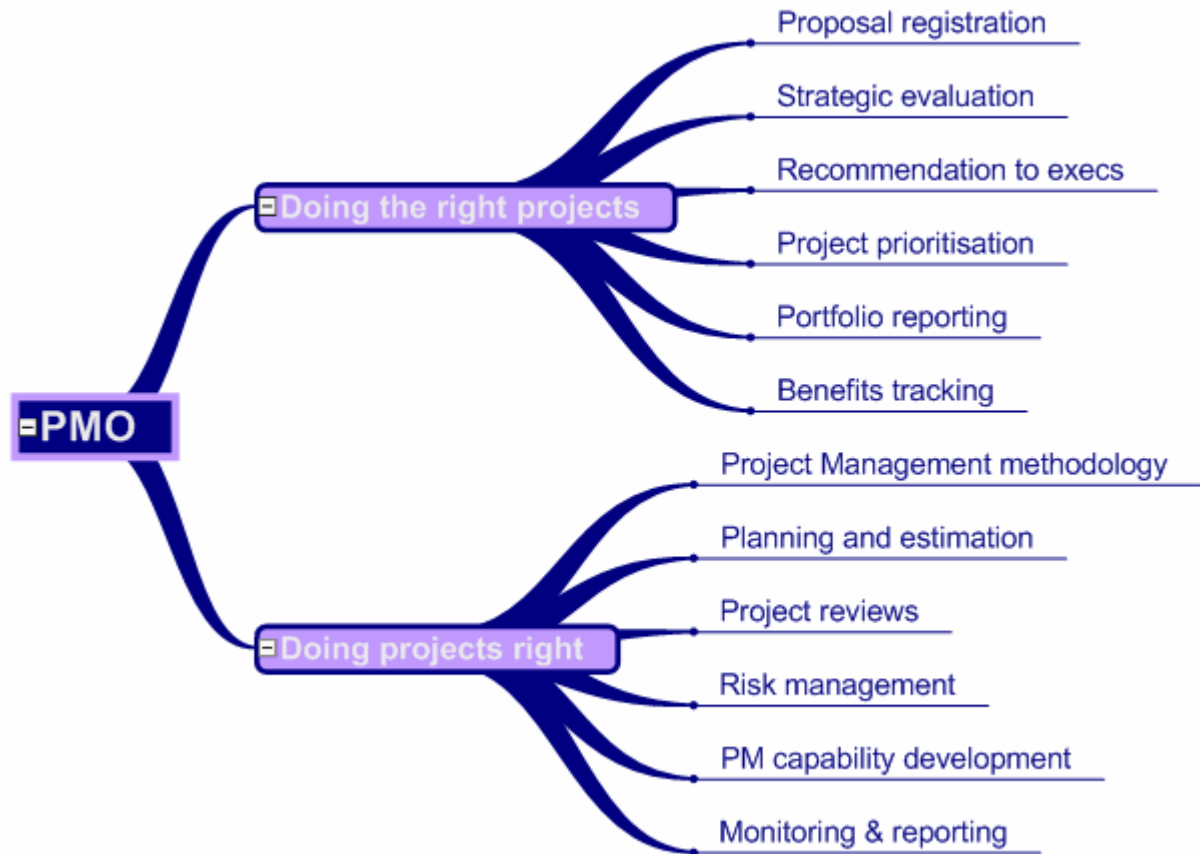 Proposal registration
Strategic evaluation
Recommendation to execs
Doing the right projects
Project prioritisation
Portfolio reporting
Benefits tracking
PMO
Project Management methodology
Planning and estimation
Project reviews
Doing projects right
Risk management
PM capability development
Monitoring & reporting